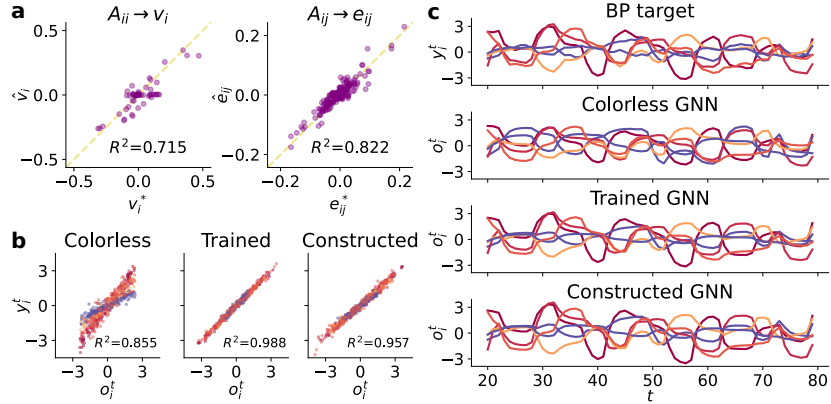 a
A_ii → v_i
v̂_i
0.5
0.0
−0.5
R²=0.715
−0.5
0.0
0.5
v_i^*
A_ij → e_ij
ê_ij
0.2
0.0
−0.2
R²=0.822
−0.2
0.0
0.2
e_ij^*
b
Colorless
y_i^t
3
0
−3
R²=0.855
−3
0
3
o_i^t
Trained
R²=0.988
−3
0
3
o_i^t
Constructed
R²=0.957
−3
0
3
o_i^t
c
BP target
y_i^t
3
0
−3
Colorless GNN
o_i^t
3
0
−3
Trained GNN
o_i^t
3
0
−3
Constructed GNN
o_i^t
3
0
−3
20
30
40
50
60
70
80
t